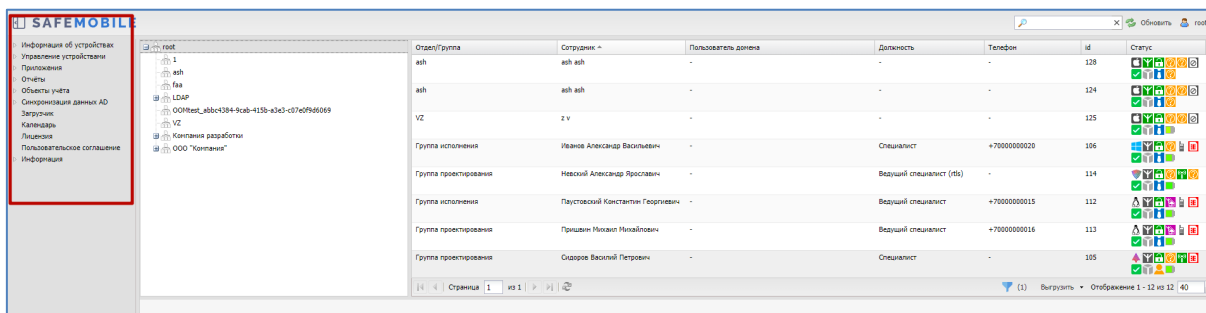 SAFEMOBILE
Обновить root
Информация об устройствах
Управление устройствами
Приложения
Отчёты
Объекты учёта
Синхронизация данных AD
Загрузчик
Календарь
Лицензия
Пользовательское соглашение
Информация
root
1
ash
faa
LDAP
OOMtest_abbc4384-9cab-415b-a3e3-c07e0f9d6069
VZ
Компания разработки
ООО "Компания"
Отдел/Группа Сотрудник Пользователь домена Должность Телефон id Статус
ash ash ash - - - 128
ash ash ash - - - 124
VZ z v - - - 125
Группа исполнения Иванов Александр Васильевич - Специалист +70000000020 106
Группа проектирования Невский Александр Ярославич - Ведущий специалист (rtls) - 114
Группа исполнения Паустовский Константин Георгиевич - Ведущий специалист +70000000015 112
Группа проектирования Пришвин Михаил Михайлович - Ведущий специалист +70000000016 113
Группа проектирования Сидоров Василий Петрович - Специалист - 105
Страница 1 из 1 (1) Выгрузить Отображение 1 - 12 из 12 40